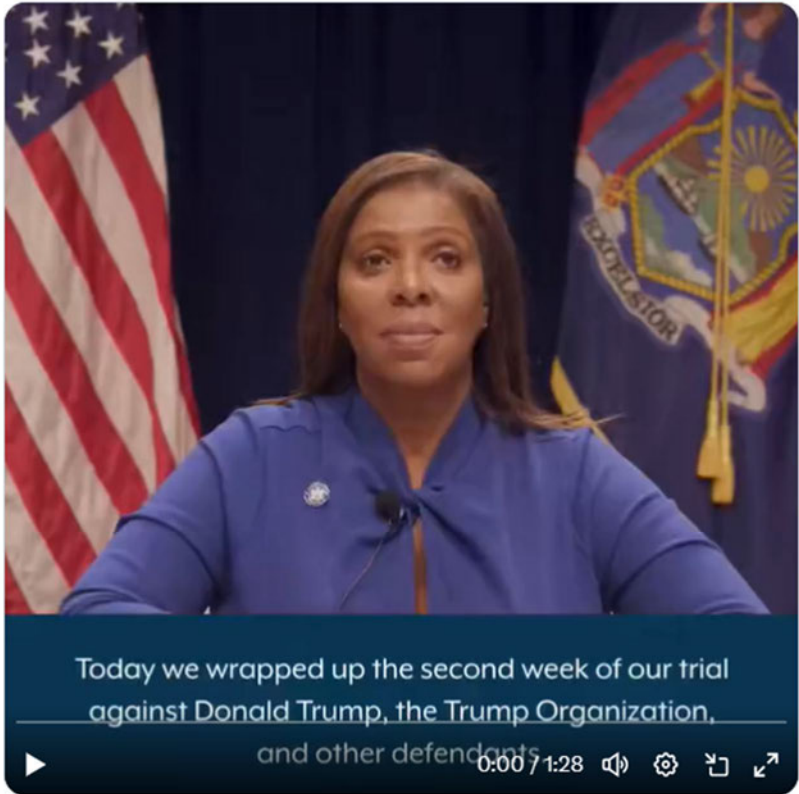 EXCELSIOR
Today we wrapped up the second week of our trial
against Donald Trump, the Trump Organization,
and other defendants
0:00 / 1:28